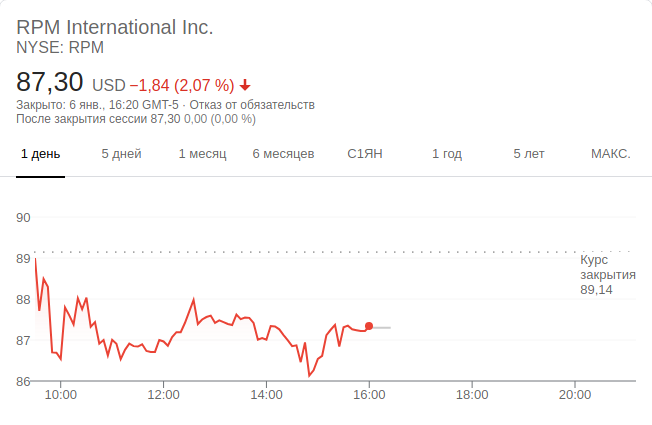 RPM International Inc.
NYSE: RPM
87,30 USD −1,84 (2,07 %)
Закрыто: 6 янв., 16:20 GMT-5 · Отказ от обязательств
После закрытия сессии 87,30 0,00 (0,00 %)
1 день 5 дней 1 месяц 6 месяцев С1ЯН 1 год 5 лет МАКС.
90
89
88
87
86
Курс
закрытия
89,14
10:00 12:00 14:00 16:00 18:00 20:00